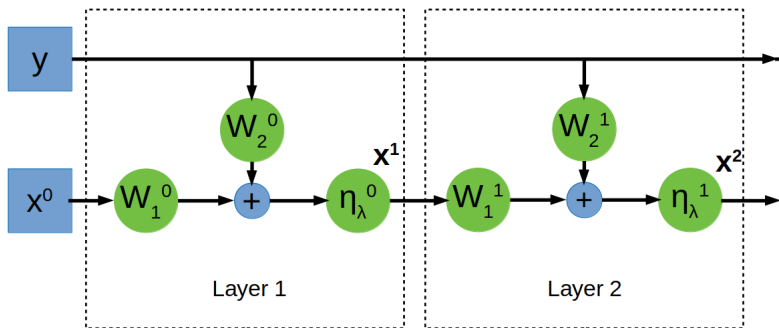 y
W₂⁰
W₂¹
x¹
x²
x⁰
W₁⁰
+
η_λ⁰
W₁¹
+
η_λ¹
Layer 1
Layer 2